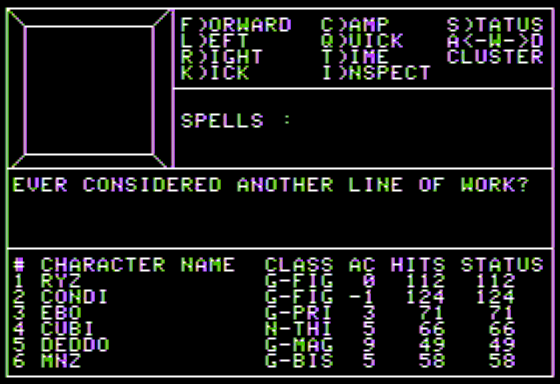 F)ORWARD C)AMP S)TATUS
L)EFT Q)UICK A<-W->D
R)IGHT T)IME CLUSTER
K)ICK I)NSPECT
SPELLS :
EVER CONSIDERED ANOTHER LINE OF WORK?
# CHARACTER NAME CLASS AC HITS STATUS
1 RYZ G-FIG 0 112 112
2 CONDI G-FIG -1 124 124
3 EBO G-PRI 3 71 71
4 CUBI N-THI 5 66 66
5 DEDDO G-MAG 9 49 49
6 MNZ G-BIS 5 58 58